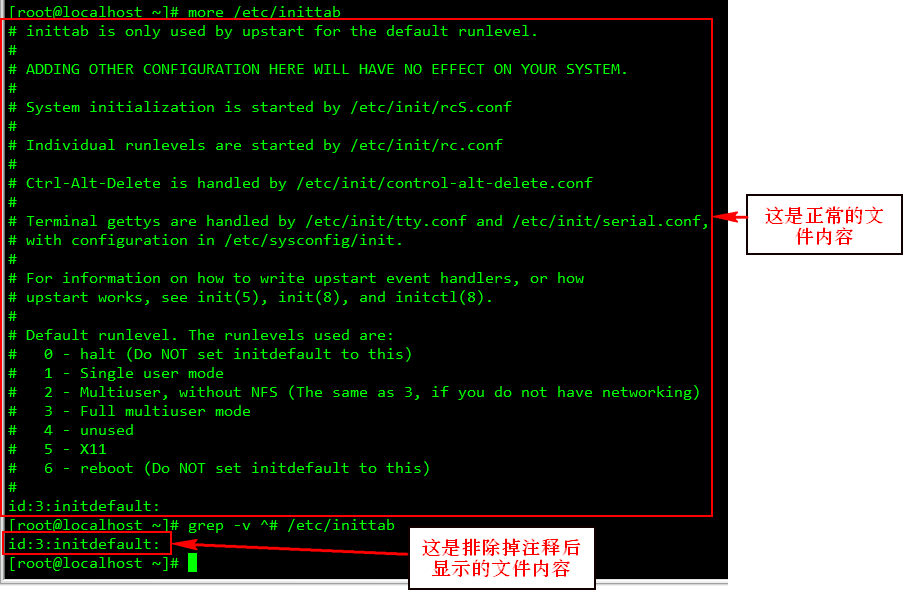 [root@localhost ~]# more /etc/inittab
# inittab is only used by upstart for the default runlevel.
#
# ADDING OTHER CONFIGURATION HERE WILL HAVE NO EFFECT ON YOUR SYSTEM.
#
# System initialization is started by /etc/init/rcS.conf
#
# Individual runlevels are started by /etc/init/rc.conf
#
# Ctrl-Alt-Delete is handled by /etc/init/control-alt-delete.conf
#
# Terminal gettys are handled by /etc/init/tty.conf and /etc/init/serial.conf,
# with configuration in /etc/sysconfig/init.
#
# For information on how to write upstart event handlers, or how
# upstart works, see init(5), init(8), and initctl(8).
#
# Default runlevel. The runlevels used are:
#   0 - halt (Do NOT set initdefault to this)
#   1 - Single user mode
#   2 - Multiuser, without NFS (The same as 3, if you do not have networking)
#   3 - Full multiuser mode
#   4 - unused
#   5 - X11
#   6 - reboot (Do NOT set initdefault to this)
#
id:3:initdefault:
[root@localhost ~]# grep -v ^# /etc/inittab
id:3:initdefault:
[root@localhost ~]#
这是正常的文
件内容
这是排除掉注释后
显示的文件内容